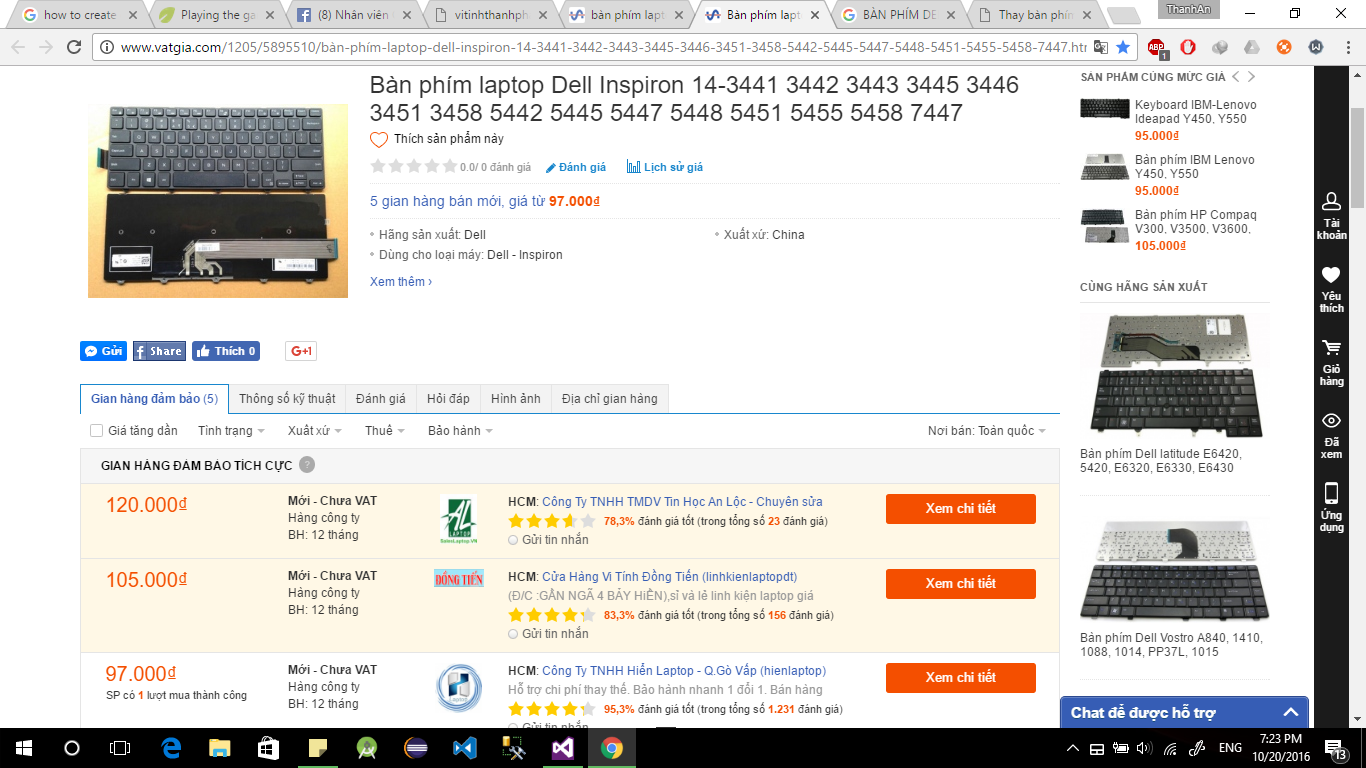 how to create
Playing the ga
(8) Nhân viên
vitinhthanhph
bàn phím lapt
Bàn phím lapt
BÀN PHÍM DE
Thay bàn phím
ThanhAn
www.vatgia.com/1205/5895510/bàn-phím-laptop-dell-inspiron-14-3441-3442-3443-3445-3446-3451-3458-5442-5445-5447-5448-5451-5455-5458-7447.htm
ABP
1
Bàn phím laptop Dell Inspiron 14-3441 3442 3443 3445 3446
3451 3458 5442 5445 5447 5448 5451 5455 5458 7447
Thích sản phẩm này
0.0/ 0 đánh giá
Đánh giá
Lịch sử giá
5 gian hàng bán mới, giá từ 97.000₫
Hãng sản xuất: Dell
Xuất xứ: China
Dùng cho loại máy: Dell - Inspiron
Xem thêm ›
Gửi
Share
Thích 0
G+1
Gian hàng đảm bảo (5)
Thông số kỹ thuật
Đánh giá
Hỏi đáp
Hình ảnh
Địa chỉ gian hàng
Giá tăng dần
Tình trạng
Xuất xứ
Thuế
Bảo hành
Nơi bán: Toàn quốc
GIAN HÀNG ĐẢM BẢO TÍCH CỰC ?
120.000₫
Mới - Chưa VAT
Hàng công ty
BH: 12 tháng
AL
LAPTOP
SalesLaptop.VN
HCM: Công Ty TNHH TMDV Tin Học An Lộc - Chuyên sửa
78,3% đánh giá tốt (trong tổng số 23 đánh giá)
Gửi tin nhắn
Xem chi tiết
105.000₫
Mới - Chưa VAT
Hàng công ty
BH: 12 tháng
ĐỒNG TIẾN
HCM: Cửa Hàng Vi Tính Đồng Tiến (linhkienlaptopdt)
(Đ/C :GẦN NGÃ 4 BẢY HIỀN),sỉ và lẻ linh kiện laptop giá
83,3% đánh giá tốt (trong tổng số 156 đánh giá)
Gửi tin nhắn
Xem chi tiết
97.000₫
SP có 1 lượt mua thành công
Mới - Chưa VAT
Hàng công ty
BH: 12 tháng
Laptop
HCM: Công Ty TNHH Hiển Laptop - Q.Gò Vấp (hienlaptop)
Hỗ trợ chi phí thay thế. Bảo hành nhanh 1 đổi 1. Bán hàng
95,3% đánh giá tốt (trong tổng số 1.231 đánh giá)
Gửi tin nhắn
Xem chi tiết
SẢN PHẨM CÙNG MỨC GIÁ
Keyboard IBM-Lenovo
Ideapad Y450, Y550
95.000₫
Bàn phím IBM Lenovo
Y450, Y550
95.000₫
Bàn phím HP Compaq
V300, V3500, V3600,
105.000₫
CÙNG HÃNG SẢN XUẤT
Bàn phím Dell latitude E6420,
5420, E6320, E6330, E6430
Bàn phím Dell Vostro A840, 1410,
1088, 1014, PP37L, 1015
Chat để được hỗ trợ
Tài
khoản
Yêu
thích
Giỏ
hàng
Đã
xem
Ứng
dụng
ENG
7:23 PM
10/20/2016
13